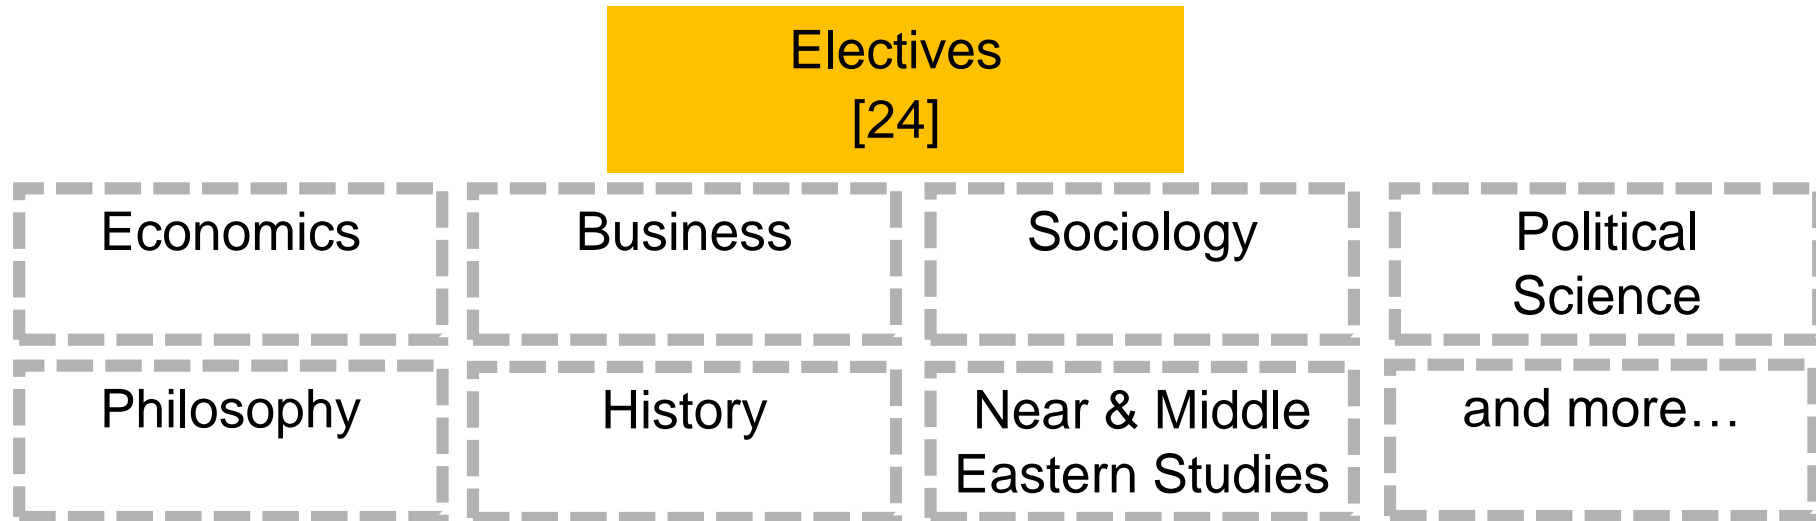 Electives
[24]
Economics
Business
Sociology
Political
Science
Philosophy
History
Near & Middle
Eastern Studies
and more…